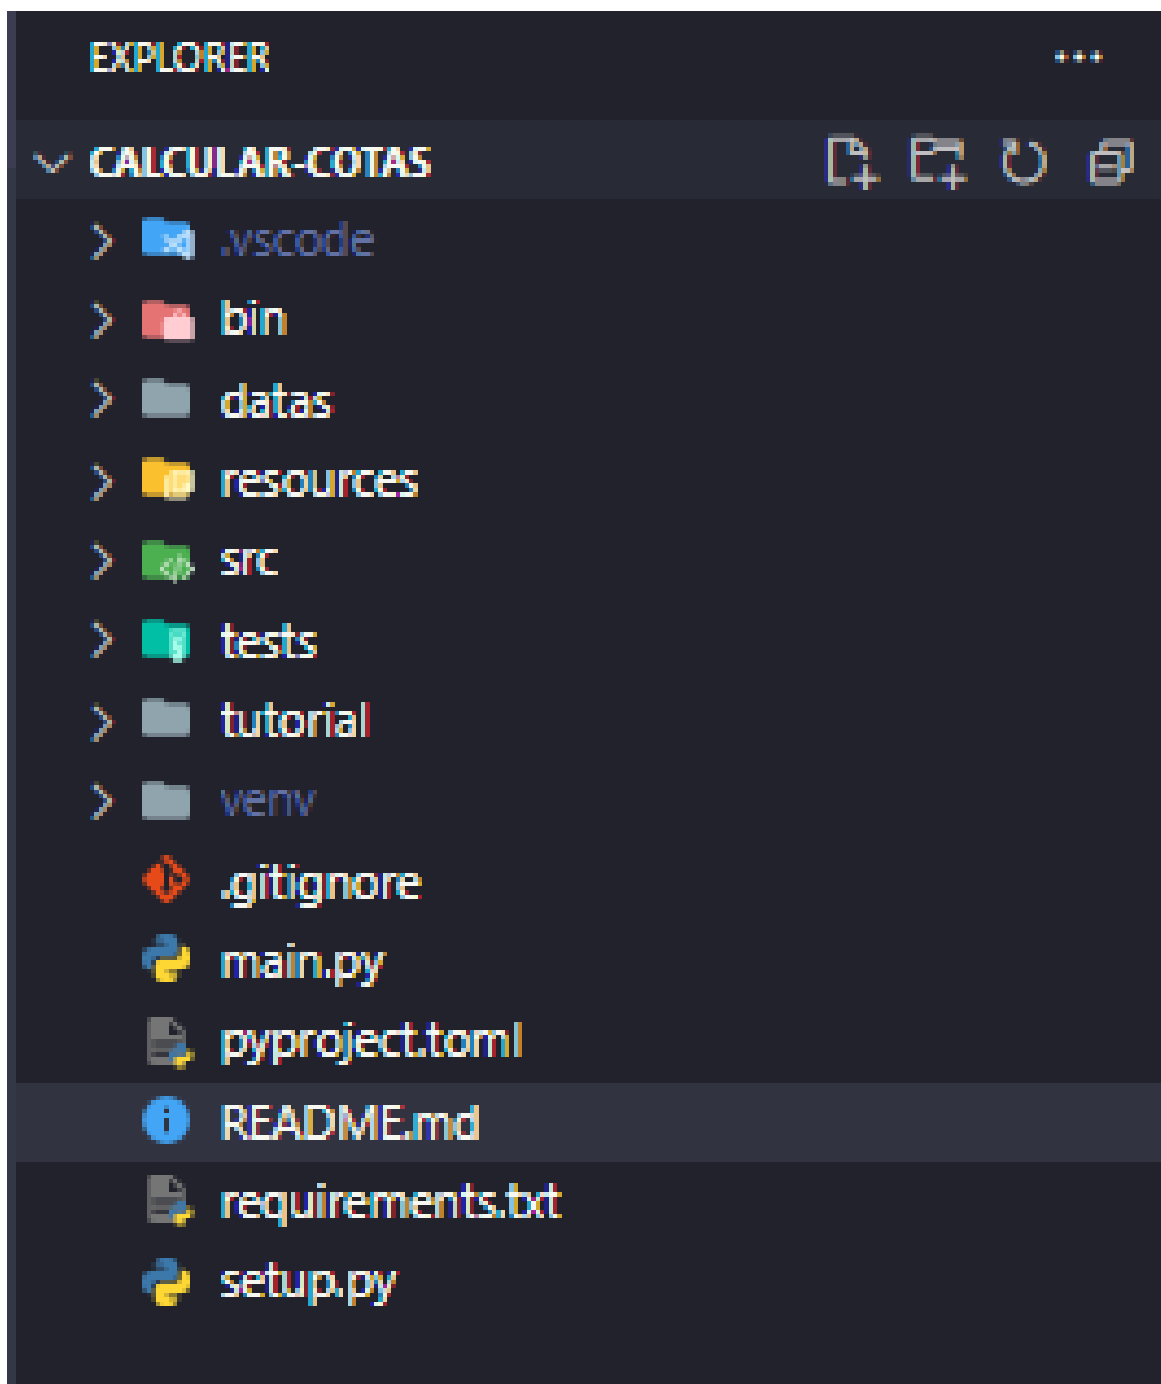 EXPLORER
CALCULAR-COTAS
.vscode
bin
datas
resources
src
tests
tutorial
venv
.gitignore
main.py
pyproject.toml
README.md
requirements.txt
setup.py